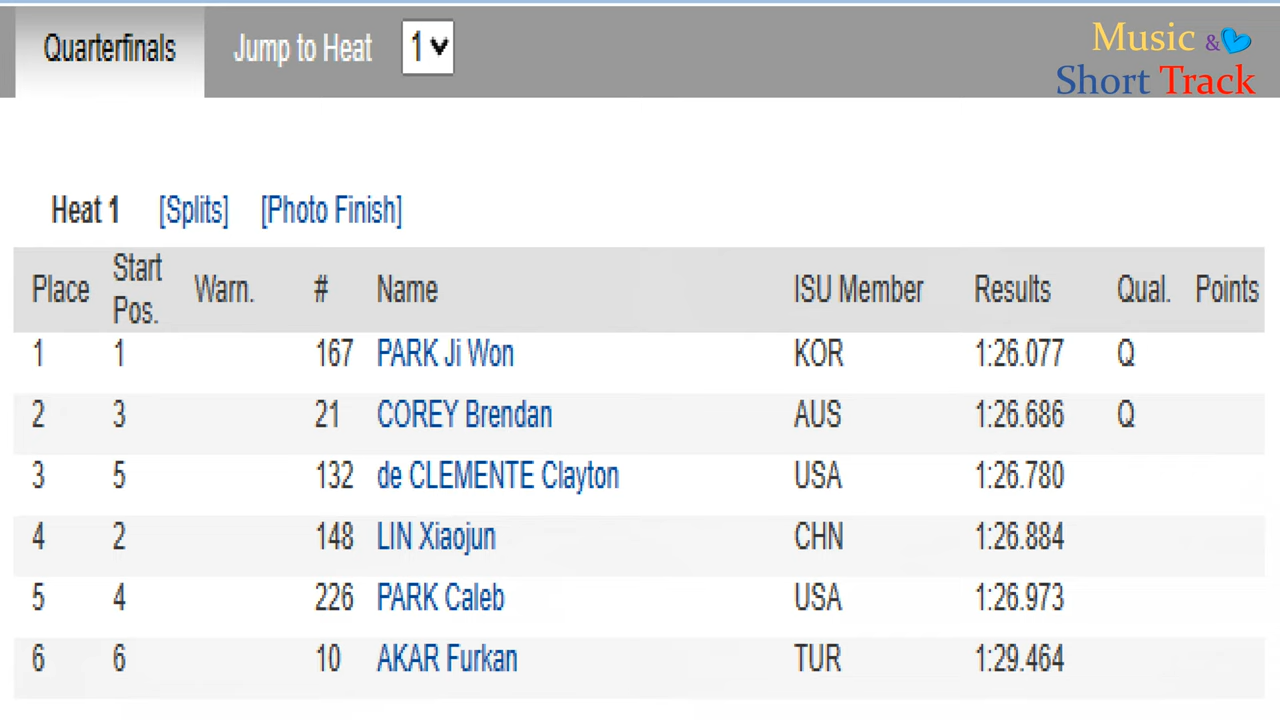 Quarterfinals Jump to Heat 1
Music &
Short Track
Heat 1 [Splits] [Photo Finish]
Place Start Pos. Warn. # Name ISU Member Results Qual. Points
1 1 167 PARK Ji Won KOR 1:26.077 Q
2 3 21 COREY Brendan AUS 1:26.686 Q
3 5 132 de CLEMENTE Clayton USA 1:26.780
4 2 148 LIN Xiaojun CHN 1:26.884
5 4 226 PARK Caleb USA 1:26.973
6 6 10 AKAR Furkan TUR 1:29.464